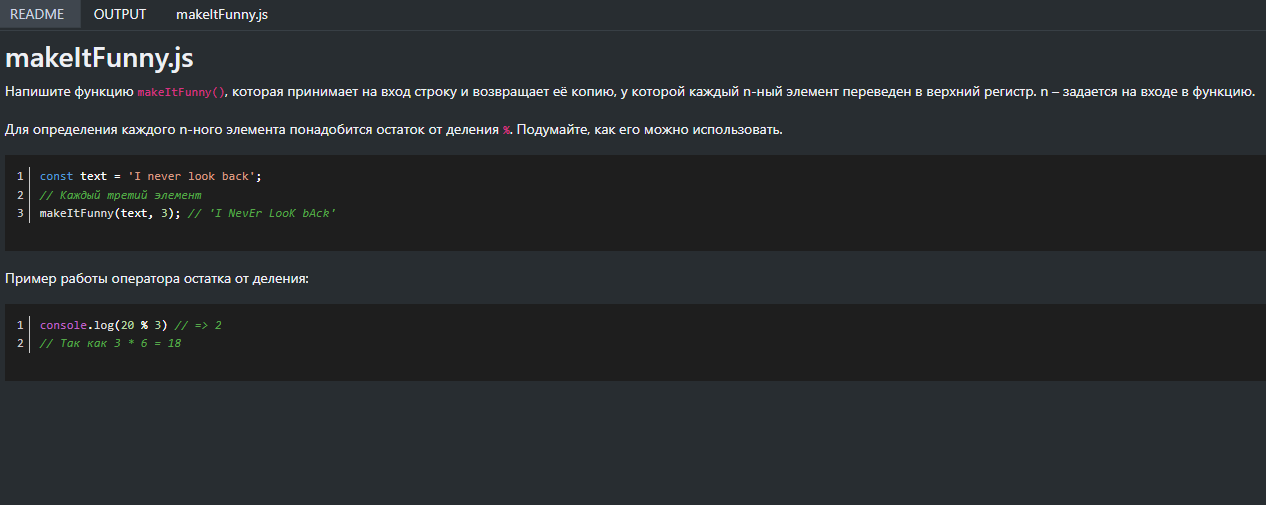 README OUTPUT makeItFunny.js
makeItFunny.js
Напишите функцию makeItFunny(), которая принимает на вход строку и возвращает её копию, у которой каждый n-ный элемент переведен в верхний регистр. n – задается на входе в функцию.
Для определения каждого n-ного элемента понадобится остаток от деления %. Подумайте, как его можно использовать.
1 const text = 'I never look back';
2 // Каждый третий элемент
3 makeItFunny(text, 3); // 'I NevEr LooK bAck'
Пример работы оператора остатка от деления:
1 console.log(20 % 3) // => 2
2 // Так как 3 * 6 = 18